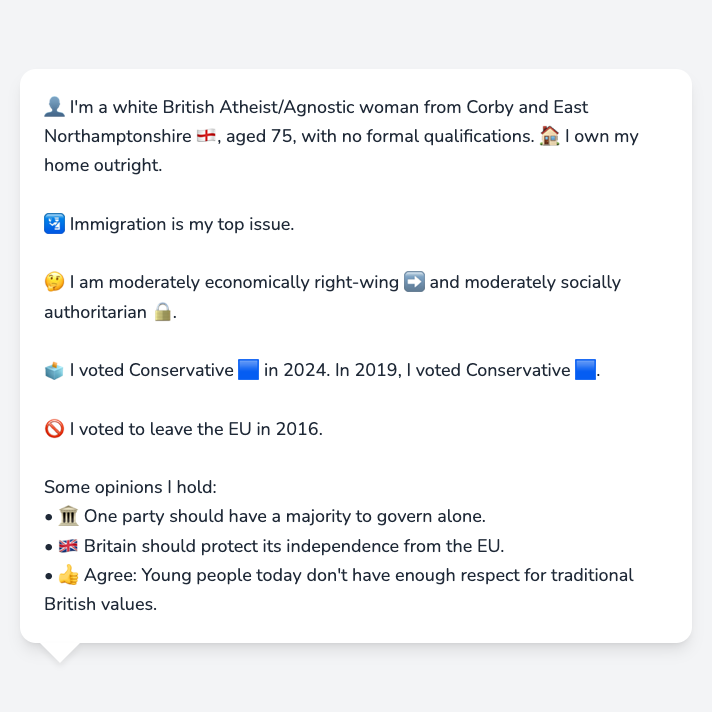 👤 I'm a white British Atheist/Agnostic woman from Corby and East
Northamptonshire 🏴󠁧󠁢󠁥󠁮󠁧󠁿, aged 75, with no formal qualifications. 🏠 I own my
home outright.
🛂 Immigration is my top issue.
🤔 I am moderately economically right-wing ➡️ and moderately socially
authoritarian 🔒.
🗳️ I voted Conservative 🟦 in 2024. In 2019, I voted Conservative 🟦.
🚫 I voted to leave the EU in 2016.
Some opinions I hold:
• 🏛️ One party should have a majority to govern alone.
• 🇬🇧 Britain should protect its independence from the EU.
• 👍 Agree: Young people today don't have enough respect for traditional
British values.